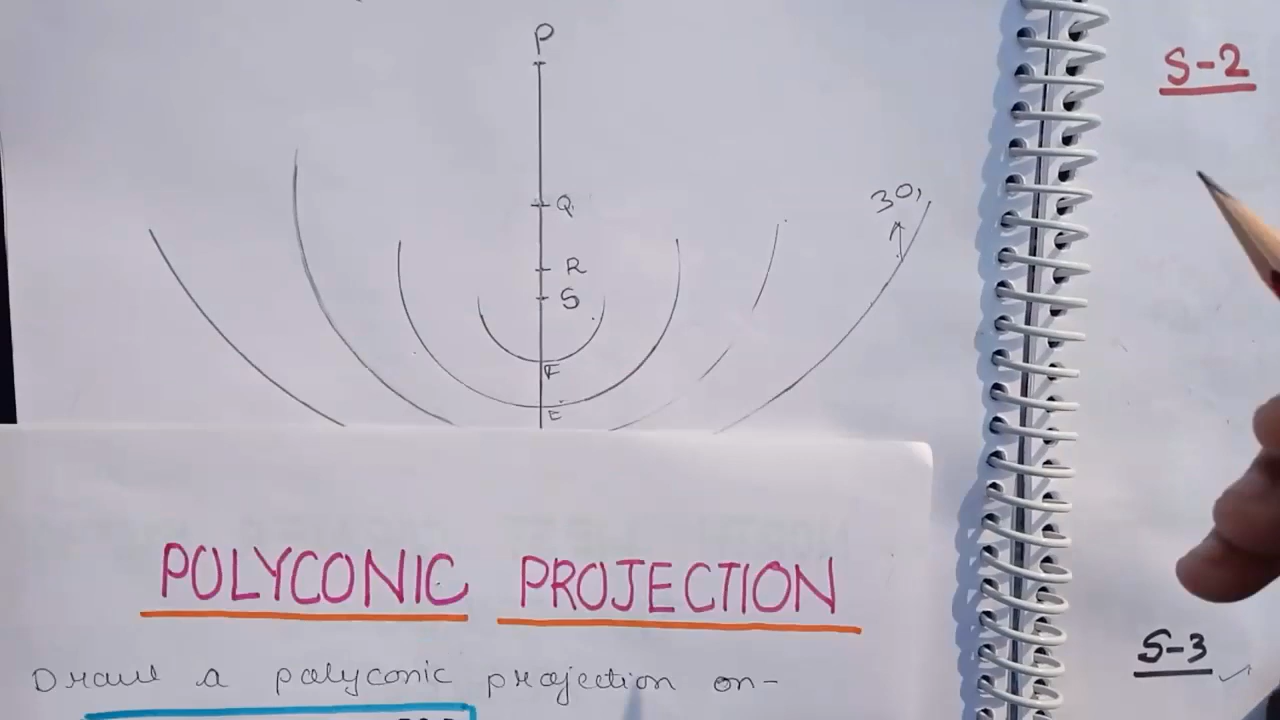 P
S-2
30,
Q
R
S
F
E
POLYCONIC PROJECTION
S-3
Draw a polyconic projection on-